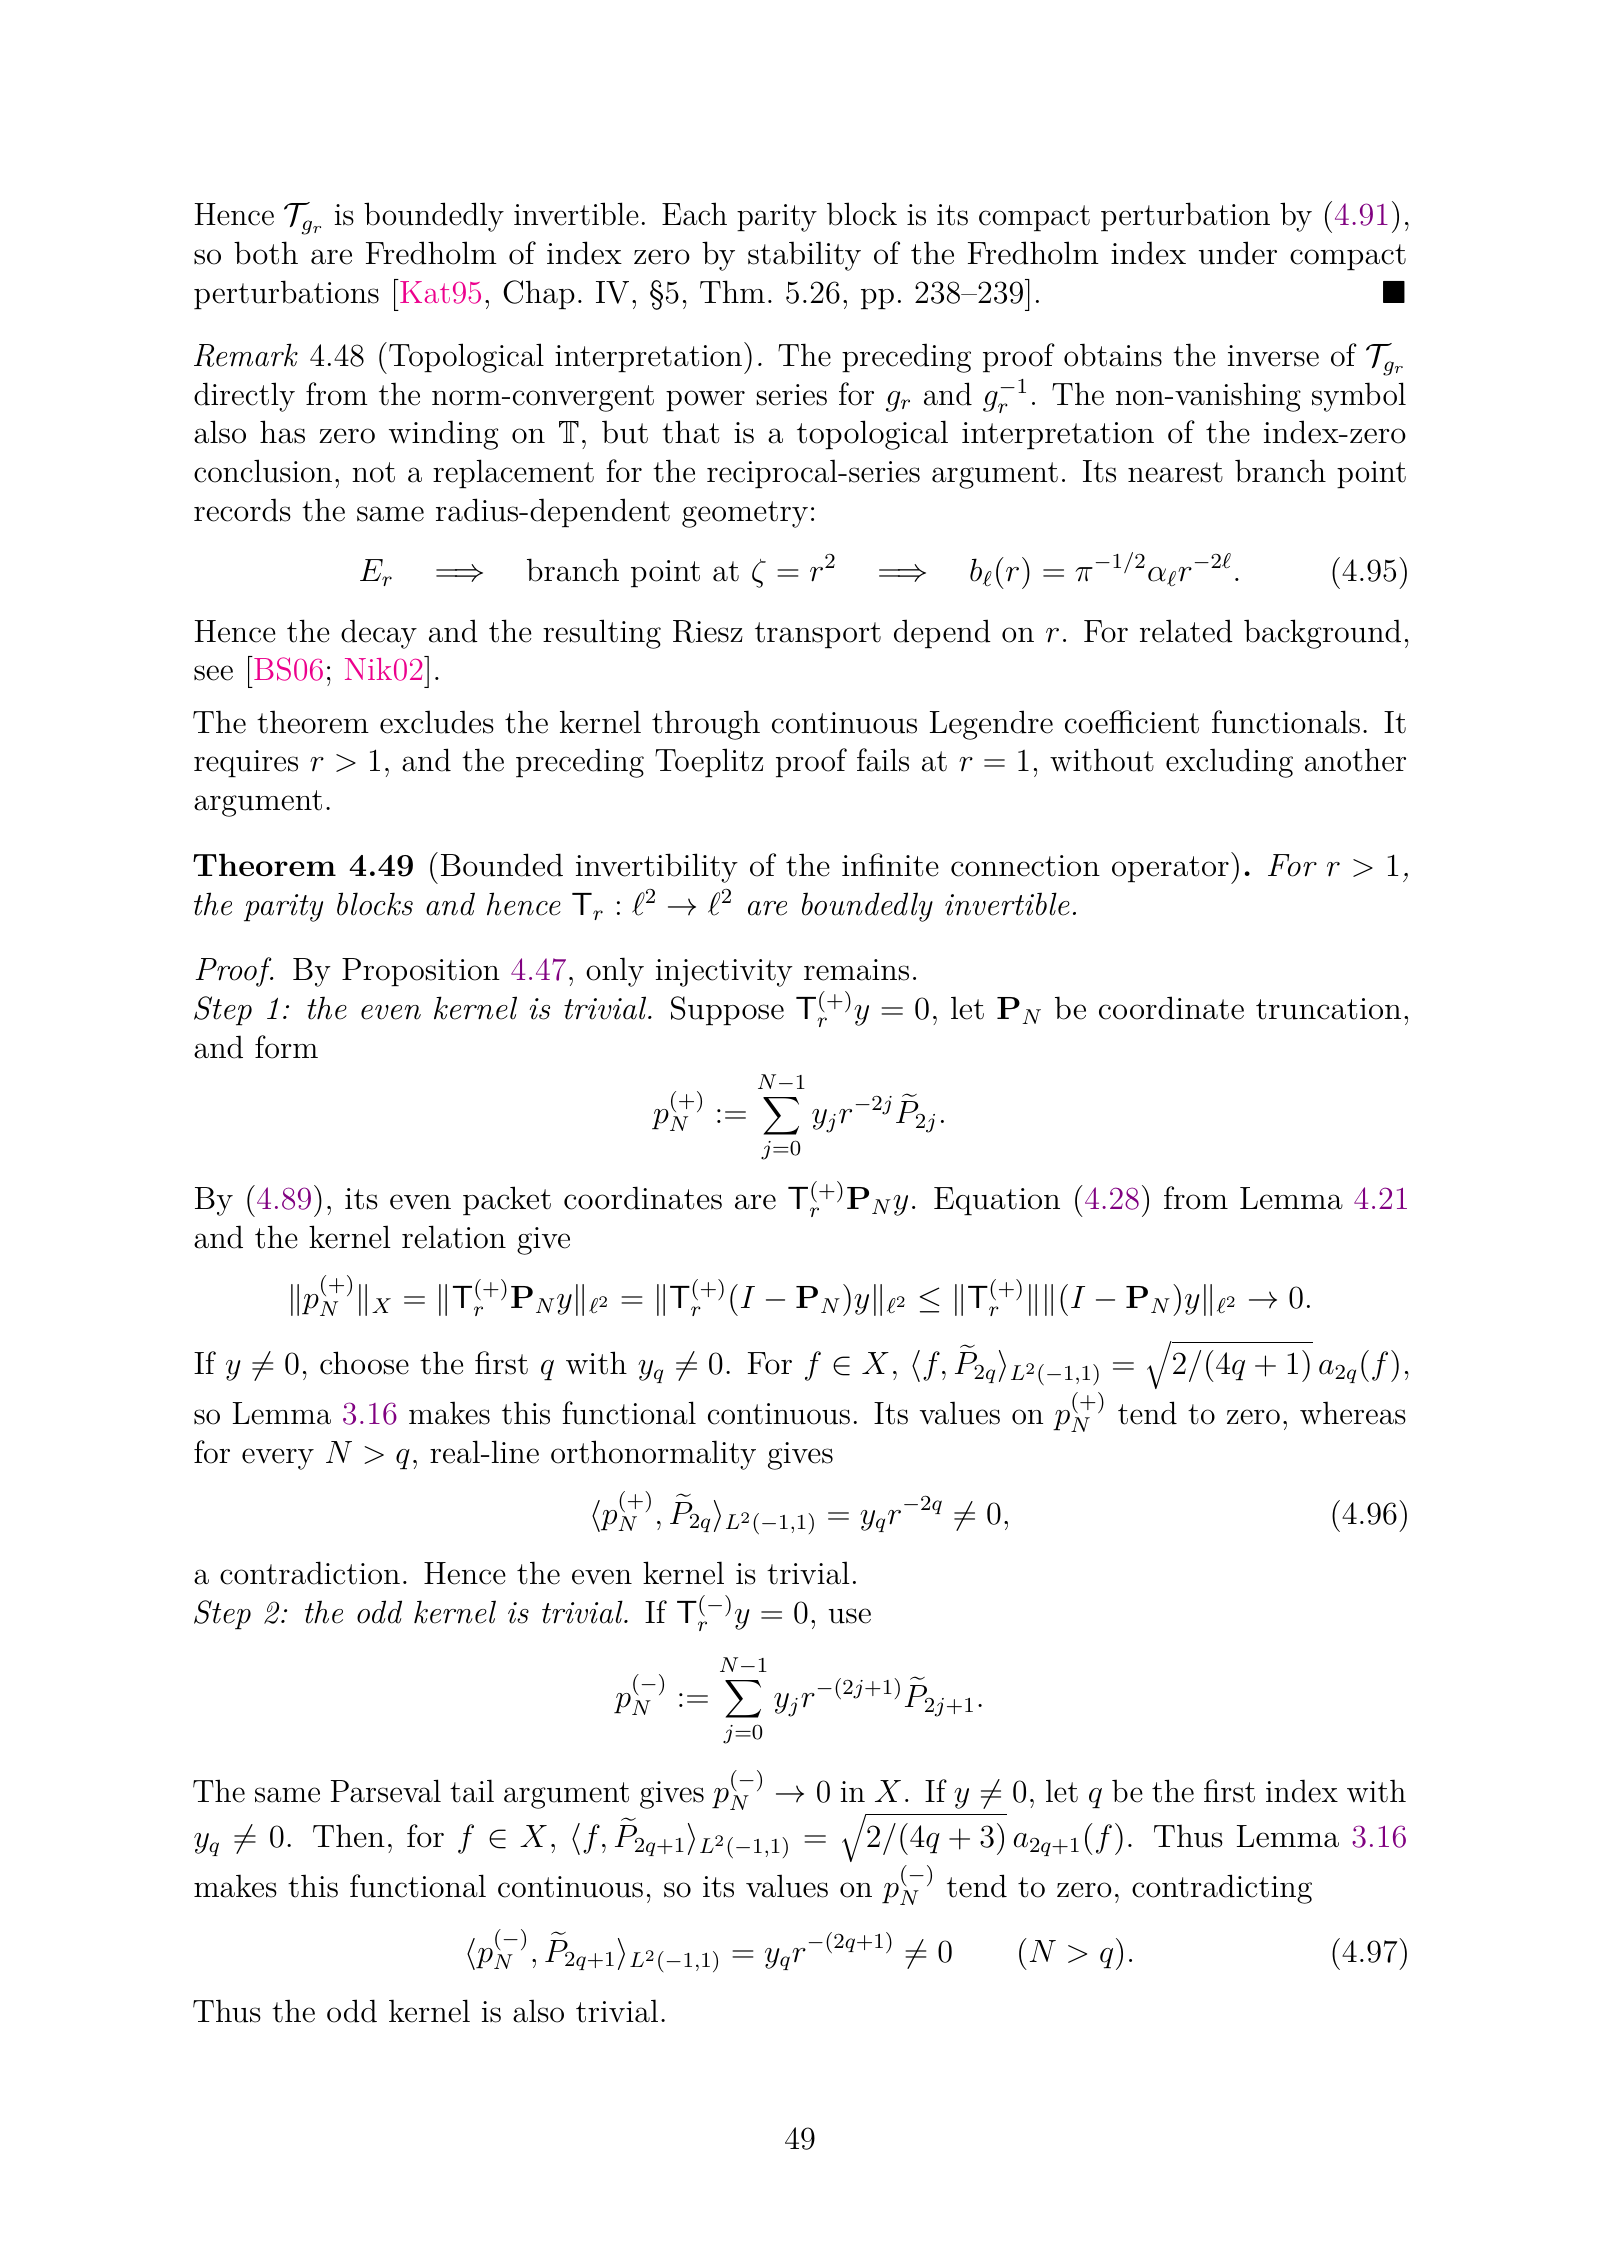 Hence 𝒯_{g_r} is boundedly invertible. Each parity block is its compact perturbation by (4.91),
so both are Fredholm of index zero by stability of the Fredholm index under compact
perturbations [Kat95, Chap. IV, §5, Thm. 5.26, pp. 238–239]. ■
Remark 4.48 (Topological interpretation). The preceding proof obtains the inverse of 𝒯_{g_r}
directly from the norm-convergent power series for g_r and g_r^{−1}. The non-vanishing symbol
also has zero winding on 𝕋, but that is a topological interpretation of the index-zero
conclusion, not a replacement for the reciprocal-series argument. Its nearest branch point
records the same radius-dependent geometry:
E_r ⟹ branch point at ζ = r^2 ⟹ b_ℓ(r) = π^{−1/2}α_ℓ r^{−2ℓ}. (4.95)
Hence the decay and the resulting Riesz transport depend on r. For related background,
see [BS06; Nik02].
The theorem excludes the kernel through continuous Legendre coefficient functionals. It
requires r > 1, and the preceding Toeplitz proof fails at r = 1, without excluding another
argument.
Theorem 4.49 (Bounded invertibility of the infinite connection operator). For r > 1,
the parity blocks and hence T_r : ℓ^2 → ℓ^2 are boundedly invertible.
Proof. By Proposition 4.47, only injectivity remains.
Step 1: the even kernel is trivial. Suppose T_r^{(+)}y = 0, let P_N be coordinate truncation,
and form
p_N^{(+)} := ∑_{j=0}^{N−1} y_j r^{−2j} P̃_{2j}.
By (4.89), its even packet coordinates are T_r^{(+)}P_N y. Equation (4.28) from Lemma 4.21
and the kernel relation give
‖p_N^{(+)}‖_X = ‖T_r^{(+)}P_N y‖_{ℓ^2} = ‖T_r^{(+)}(I − P_N)y‖_{ℓ^2} ≤ ‖T_r^{(+)}‖‖(I − P_N)y‖_{ℓ^2} → 0.
If y ≠ 0, choose the first q with y_q ≠ 0. For f ∈ X, ⟨f, P̃_{2q}⟩_{L^2(−1,1)} = √(2/(4q + 1)) a_{2q}(f),
so Lemma 3.16 makes this functional continuous. Its values on p_N^{(+)} tend to zero, whereas
for every N > q, real-line orthonormality gives
⟨p_N^{(+)}, P̃_{2q}⟩_{L^2(−1,1)} = y_q r^{−2q} ≠ 0, (4.96)
a contradiction. Hence the even kernel is trivial.
Step 2: the odd kernel is trivial. If T_r^{(−)}y = 0, use
p_N^{(−)} := ∑_{j=0}^{N−1} y_j r^{−(2j+1)} P̃_{2j+1}.
The same Parseval tail argument gives p_N^{(−)} → 0 in X. If y ≠ 0, let q be the first index with
y_q ≠ 0. Then, for f ∈ X, ⟨f, P̃_{2q+1}⟩_{L^2(−1,1)} = √(2/(4q + 3)) a_{2q+1}(f). Thus Lemma 3.16
makes this functional continuous, so its values on p_N^{(−)} tend to zero, contradicting
⟨p_N^{(−)}, P̃_{2q+1}⟩_{L^2(−1,1)} = y_q r^{−(2q+1)} ≠ 0 (N > q). (4.97)
Thus the odd kernel is also trivial.
49